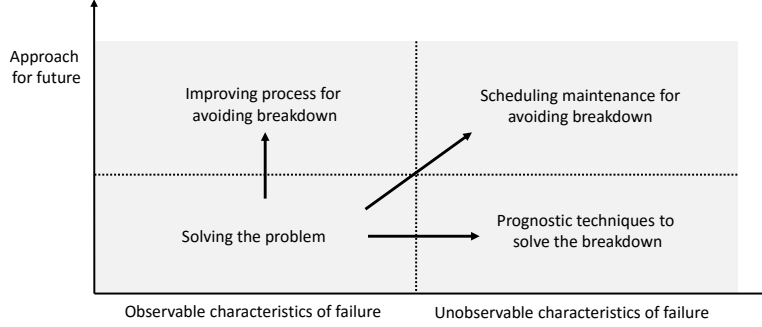 Approach
for future
Improving process for
avoiding breakdown
Scheduling maintenance for
avoiding breakdown
Solving the problem
Prognostic techniques to
solve the breakdown
Observable characteristics of failure
Unobservable characteristics of failure